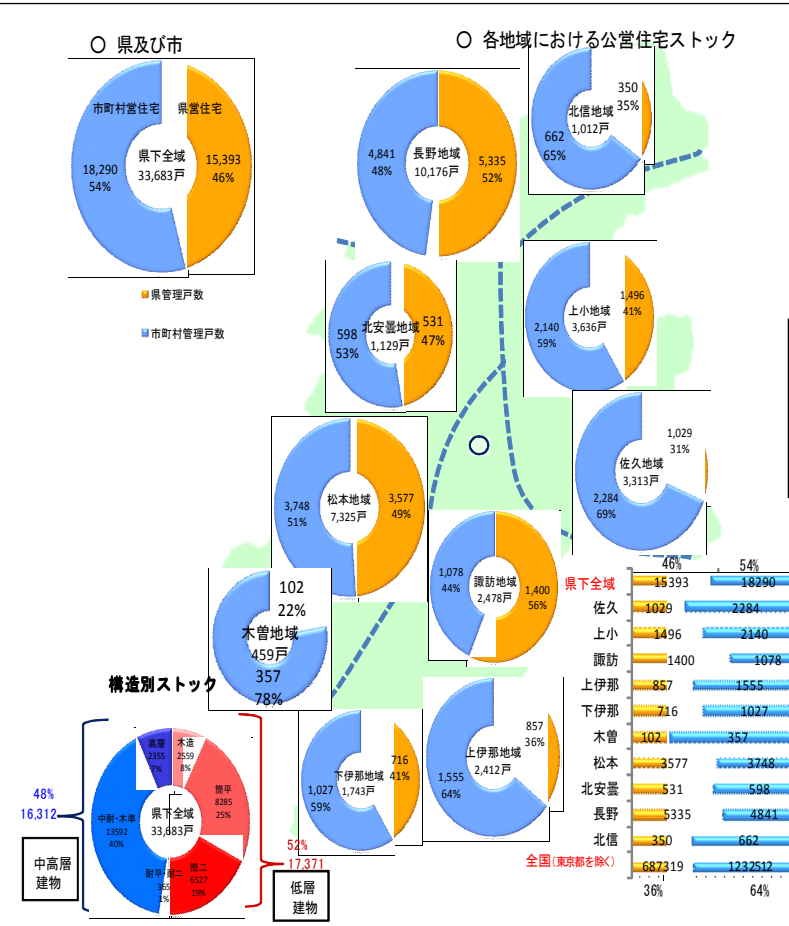 ○ 県及び市
○ 各地域における公営住宅ストック
市町村営住宅
県営住宅
県下全域
33,683戸
18,290
54%
15,393
46%
県管理戸数
市町村管理戸数
4,841
48%
長野地域
10,176戸
5,335
52%
350
35%
北信地域
1,012戸
662
65%
598
53%
北安曇地域
1,129戸
531
47%
1,496
41%
上小地域
3,636戸
2,140
59%
1,029
31%
佐久地域
3,313戸
2,284
69%
3,748
51%
松本地域
7,325戸
3,577
49%
1,078
44%
諏訪地域
2,478戸
1,400
56%
102
22%
木曽地域
459戸
357
78%
716
41%
下伊那地域
1,743戸
1,027
59%
857
36%
上伊那地域
2,412戸
1,555
64%
構造別ストック
高層
2355
7%
木造
2559
8%
簡平
8285
25%
県下全域
33,683戸
中耐・木準
13592
40%
耐平・耐二
365
1%
簡二
6527
19%
48%
16,312
中高層
建物
52%
17,371
低層
建物
46% 54%
県下全域 15393 18290
佐久 1029 2284
上小 1496 2140
諏訪 1400 1078
上伊那 857 1555
下伊那 716 1027
木曽 102 357
松本 3577 3748
北安曇 531 598
長野 5335 4841
北信 350 662
全国(東京都を除く) 687319 1232512
36% 64%